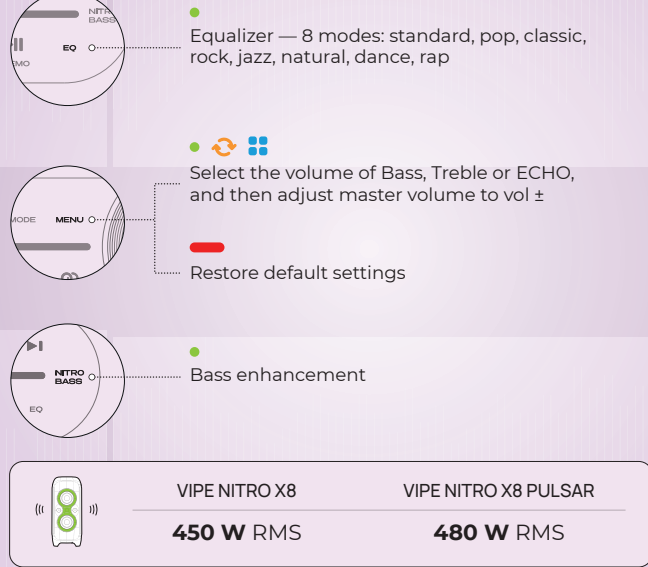 NITRO
BASS
EQ
Equalizer — 8 modes: standard, pop, classic,
rock, jazz, natural, dance, rap
Select the volume of Bass, Treble or ECHO,
and then adjust master volume to vol ±
MODE MENU
Restore default settings
NITRO
BASS
EQ
Bass enhancement
VIPE NITRO X8 VIPE NITRO X8 PULSAR
450 W RMS 480 W RMS